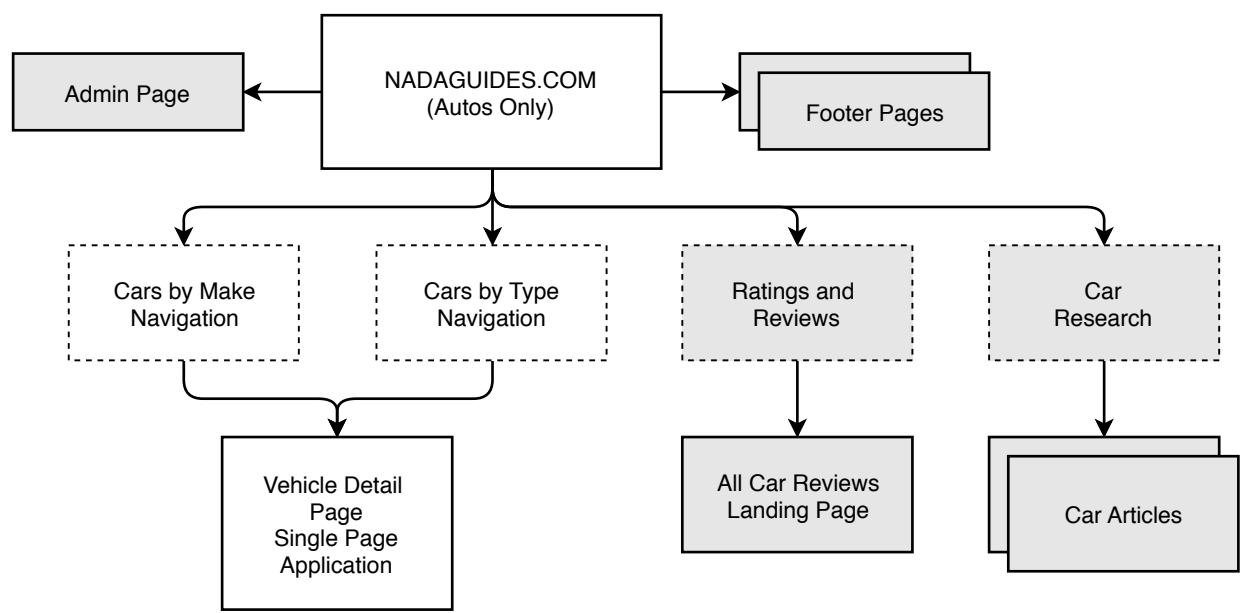 Admin Page
NADAGUIDES.COM
(Autos Only)
Footer Pages
Cars by Make
Navigation
Cars by Type
Navigation
Ratings and
Reviews
Car
Research
Vehicle Detail
Page
Single Page
Application
All Car Reviews
Landing Page
Car Articles